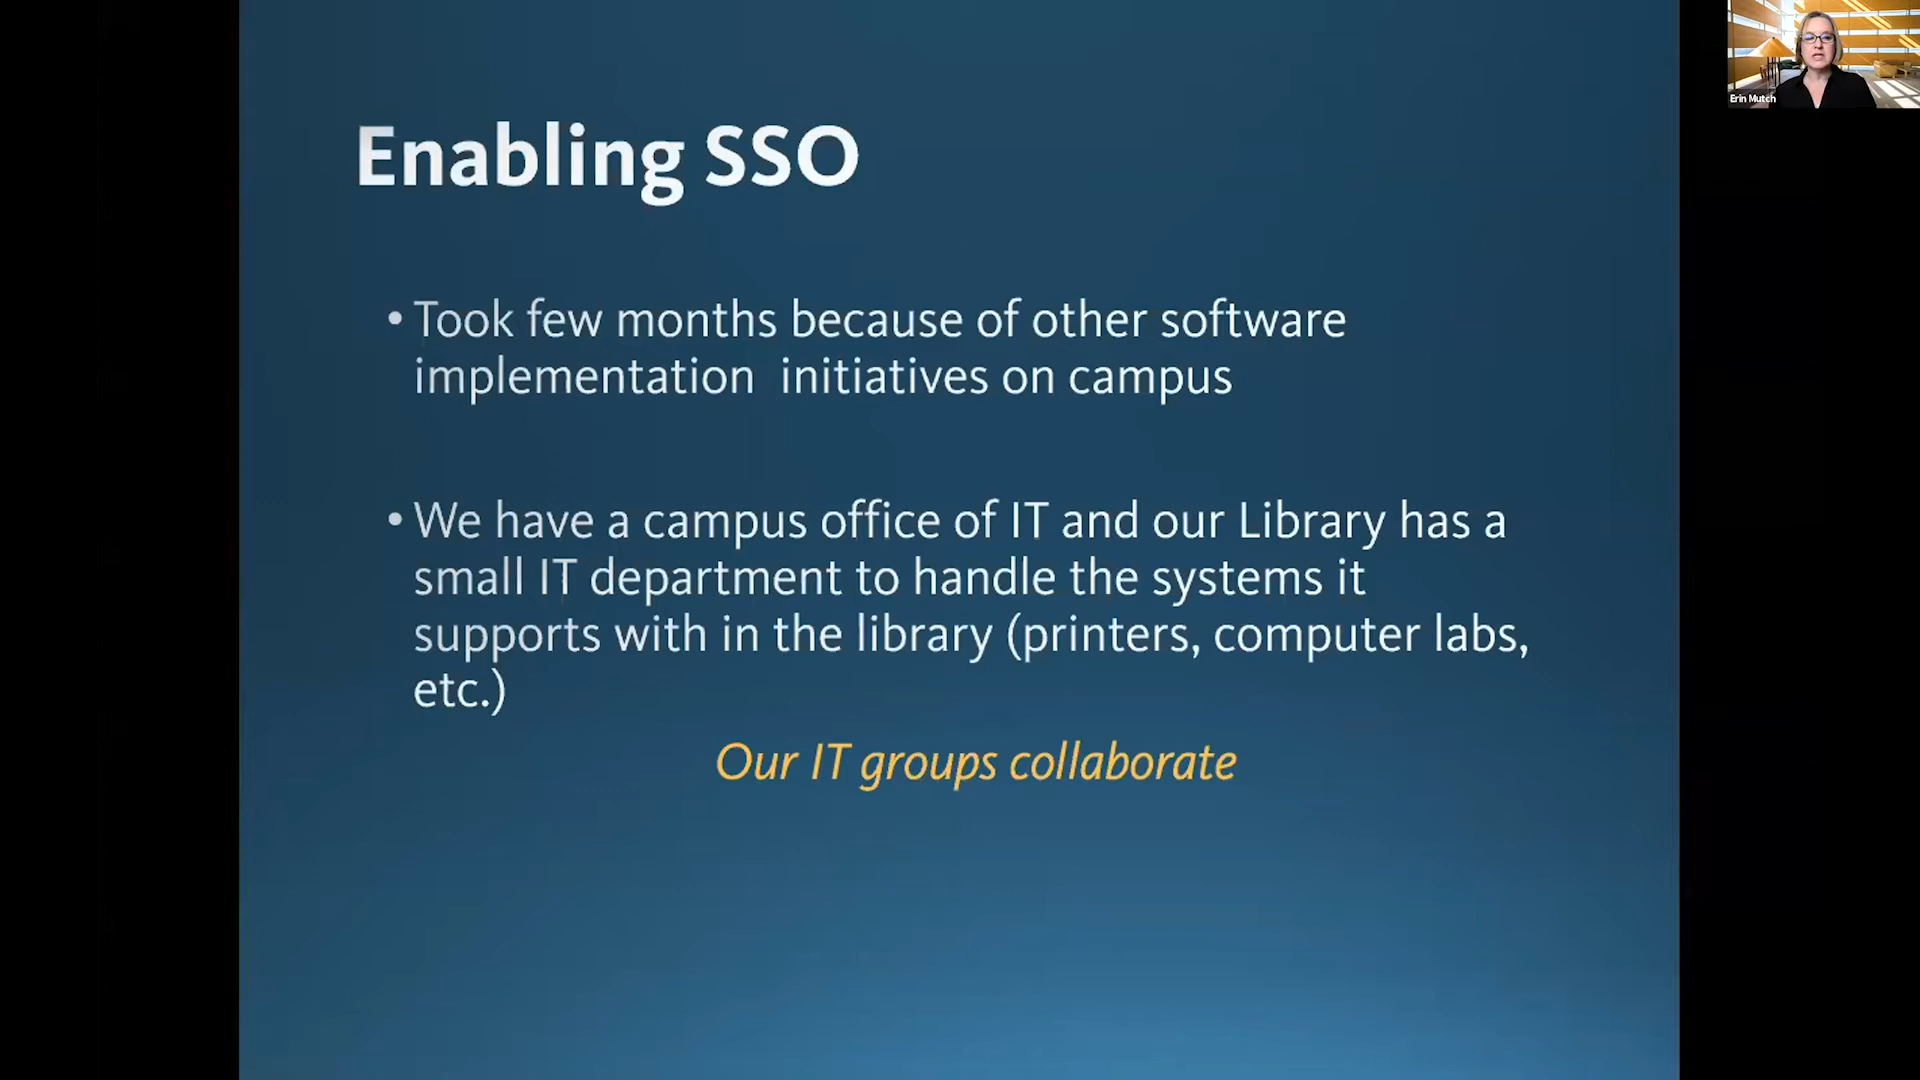 Enabling SSO
• Took few months because of other software
implementation  initiatives on campus
• We have a campus office of IT and our Library has a
small IT department to handle the systems it
supports with in the library (printers, computer labs,
etc.)
Our IT groups collaborate
Erin Mutch